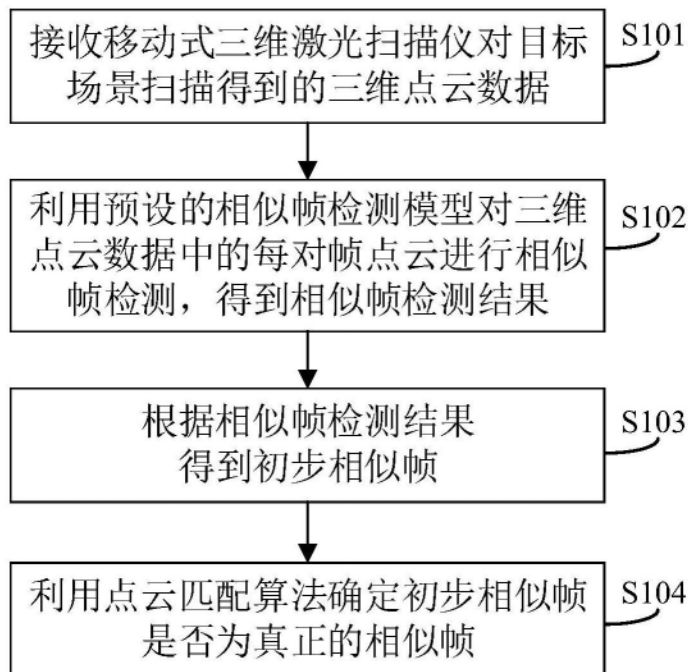 接收移动式三维激光扫描仪对目标
场景扫描得到的三维点云数据
S101
利用预设的相似帧检测模型对三维
点云数据中的每对帧点云进行相似
帧检测，得到相似帧检测结果
S102
根据相似帧检测结果
得到初步相似帧
S103
利用点云匹配算法确定初步相似帧
是否为真正的相似帧
S104